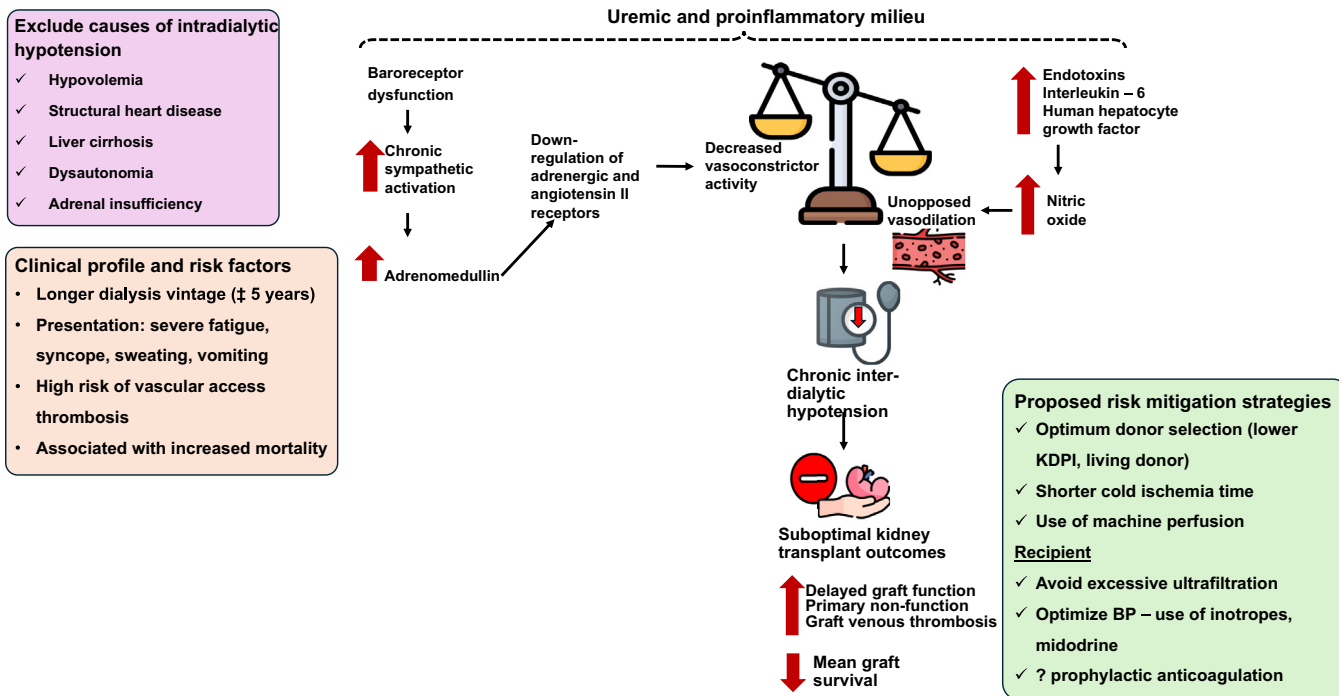 Exclude causes of intradialytic
hypotension
✓ Hypovolemia
✓ Structural heart disease
✓ Liver cirrhosis
✓ Dysautonomia
✓ Adrenal insufficiency
Clinical profile and risk factors
• Longer dialysis vintage (‡ 5 years)
• Presentation: severe fatigue,
syncope, sweating, vomiting
• High risk of vascular access
thrombosis
• Associated with increased mortality
Uremic and proinflammatory milieu
Baroreceptor
dysfunction
Chronic
sympathetic
activation
Adrenomedullin
Down-
regulation of
adrenergic and
angiotensin II
receptors
Decreased
vasoconstrictor
activity
Endotoxins
Interleukin – 6
Human hepatocyte
growth factor
Nitric
oxide
Unopposed
vasodilation
Chronic inter-
dialytic
hypotension
Suboptimal kidney
transplant outcomes
Delayed graft function
Primary non-function
Graft venous thrombosis
Mean graft
survival
Proposed risk mitigation strategies
✓ Optimum donor selection (lower
KDPI, living donor)
✓ Shorter cold ischemia time
✓ Use of machine perfusion
Recipient
✓ Avoid excessive ultrafiltration
✓ Optimize BP – use of inotropes,
midodrine
✓ ? prophylactic anticoagulation